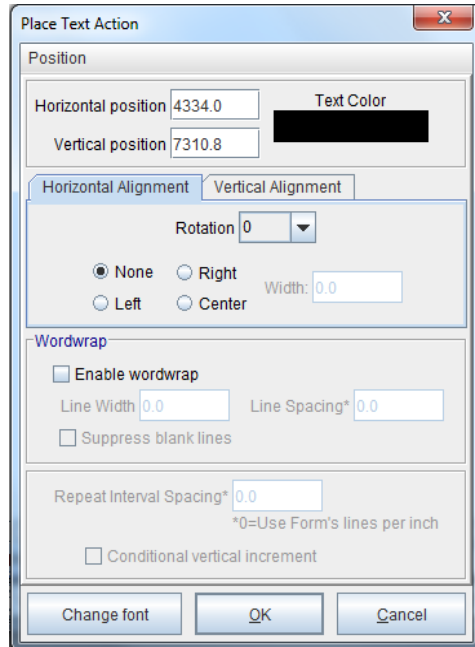 Place Text Action
Position
Horizontal position 4334.0
Text Color
Vertical position 7310.8
Horizontal Alignment Vertical Alignment
Rotation 0
None Right
Width: 0.0
Left Center
Wordwrap
Enable wordwrap
Line Width 0.0 Line Spacing* 0.0
Suppress blank lines
Repeat Interval Spacing* 0.0
*0=Use Form's lines per inch
Conditional vertical increment
Change font OK Cancel